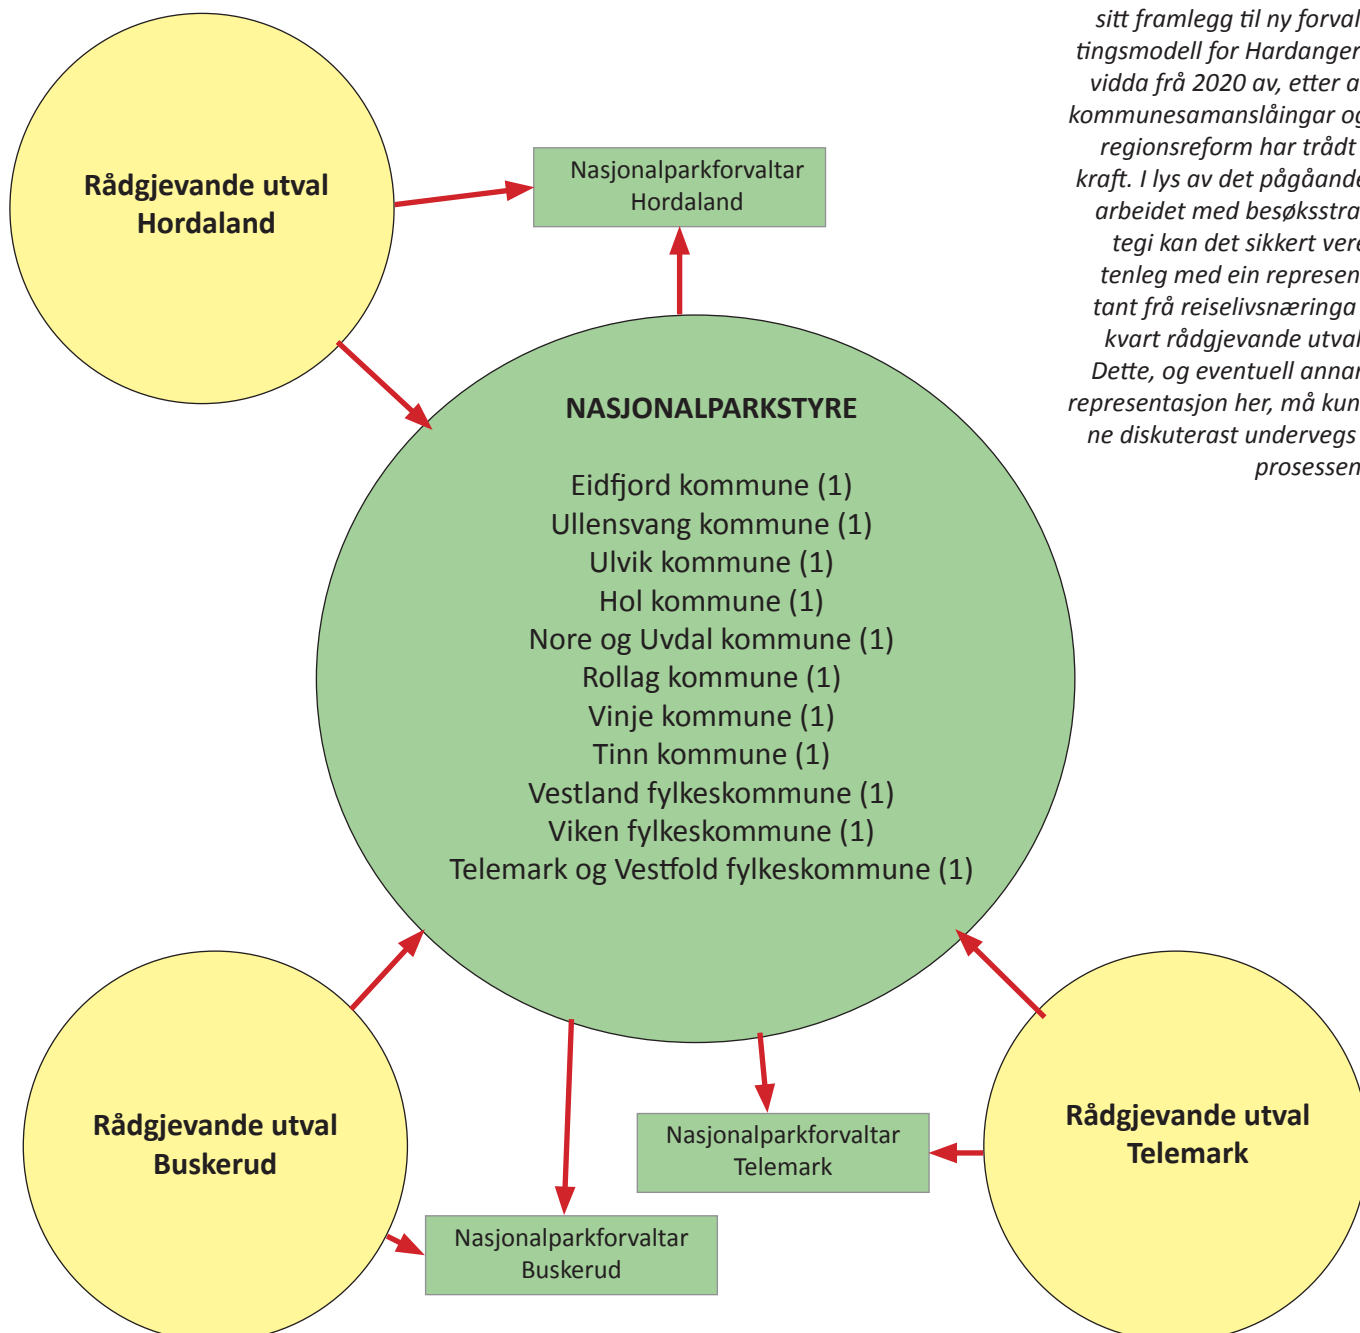 sitt framlegg til ny forval
tingsmodell for Hardanger
vidda frå 2020 av, etter a
kommunesamanslåingar og
regionsreform har trådt
kraft. I lys av det pågåande
arbeidet med besøksstra
tegi kan det sikkert vere
tenleg med ein represen
tant frå reiselivsnæringa
kvart rådgjevande utval
Dette, og eventuell annar
representasjon her, må kun
ne diskuterast undervegs
prosessen
Rådgjevande utval
Hordaland
Nasjonalparkforvaltar
Hordaland
NASJONALPARKSTYRE
Eidfjord kommune (1)
Ullensvang kommune (1)
Ulvik kommune (1)
Hol kommune (1)
Nore og Uvdal kommune (1)
Rollag kommune (1)
Vinje kommune (1)
Tinn kommune (1)
Vestland fylkeskommune (1)
Viken fylkeskommune (1)
Telemark og Vestfold fylkeskommune (1)
Rådgjevande utval
Buskerud
Nasjonalparkforvaltar
Buskerud
Nasjonalparkforvaltar
Telemark
Rådgjevande utval
Telemark